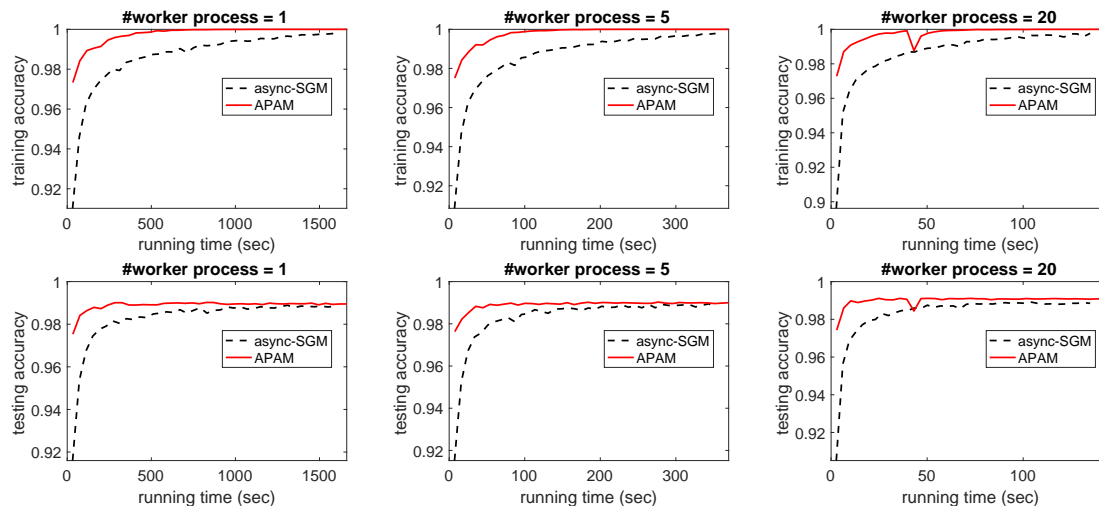 #worker process = 1
#worker process = 5
#worker process = 20
training accuracy
1
0.98
0.96
0.94
0.92
async-SGM
APAM
0 500 1000 1500
running time (sec)
training accuracy
1
0.98
0.96
0.94
0.92
async-SGM
APAM
0 100 200 300
running time (sec)
training accuracy
1
0.98
0.96
0.94
0.92
0.9
async-SGM
APAM
0 50 100
running time (sec)
#worker process = 1
#worker process = 5
#worker process = 20
testing accuracy
1
0.98
0.96
0.94
0.92
async-SGM
APAM
0 500 1000 1500
running time (sec)
testing accuracy
1
0.98
0.96
0.94
0.92
async-SGM
APAM
0 100 200 300
running time (sec)
testing accuracy
1
0.98
0.96
0.94
0.92
async-SGM
APAM
0 50 100
running time (sec)